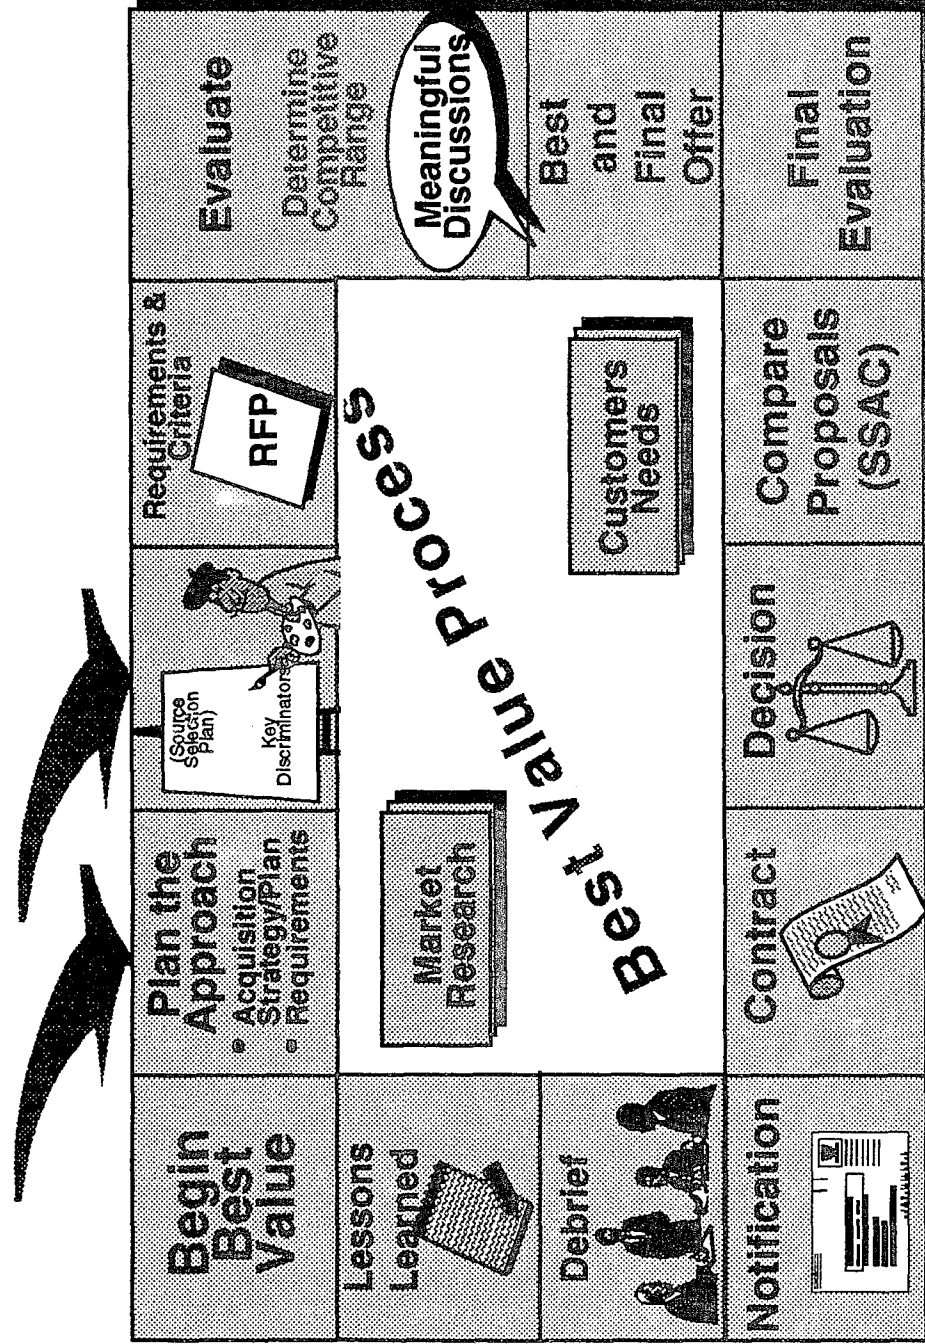 Begin
Best
Value
Plan the
Approach
• Acquisition
Strategy/Plan
• Requirements
(Source
Selection
Plan)
Key
Discriminators
Requirements &
Criteria
RFP
Evaluate
Determine
Competitive
Range
Meaningful
Discussions
Best
and
Final
Offer
Final
Evaluation
Compare
Proposals
(SSAC)
Decision
Contract
Notification
Debrief
Lessons
Learned
Market
Research
Best Value Process
Customers
Needs